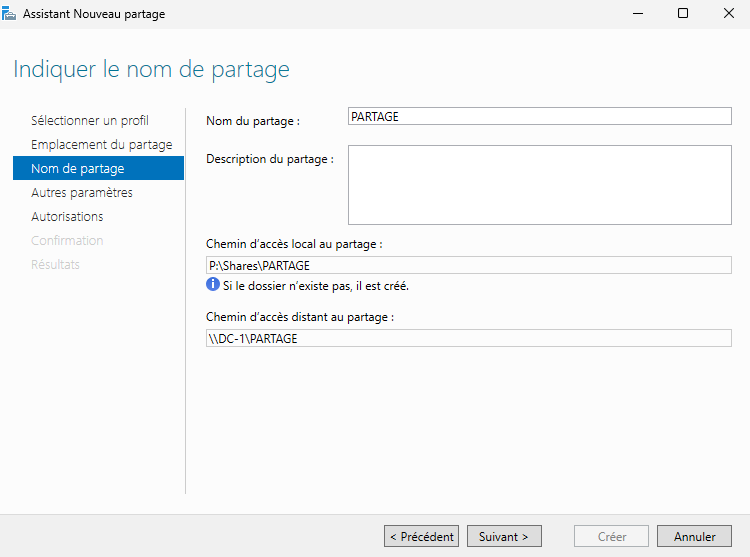 Assistant Nouveau partage
Indiquer le nom de partage
Sélectionner un profil
Emplacement du partage
Nom de partage
Autres paramètres
Autorisations
Confirmation
Résultats
Nom du partage :
PARTAGE
Description du partage :
Chemin d'accès local au partage :
P:\Shares\PARTAGE
Si le dossier n'existe pas, il est créé.
Chemin d'accès distant au partage :
\\DC-1\PARTAGE
< Précédent
Suivant >
Créer
Annuler